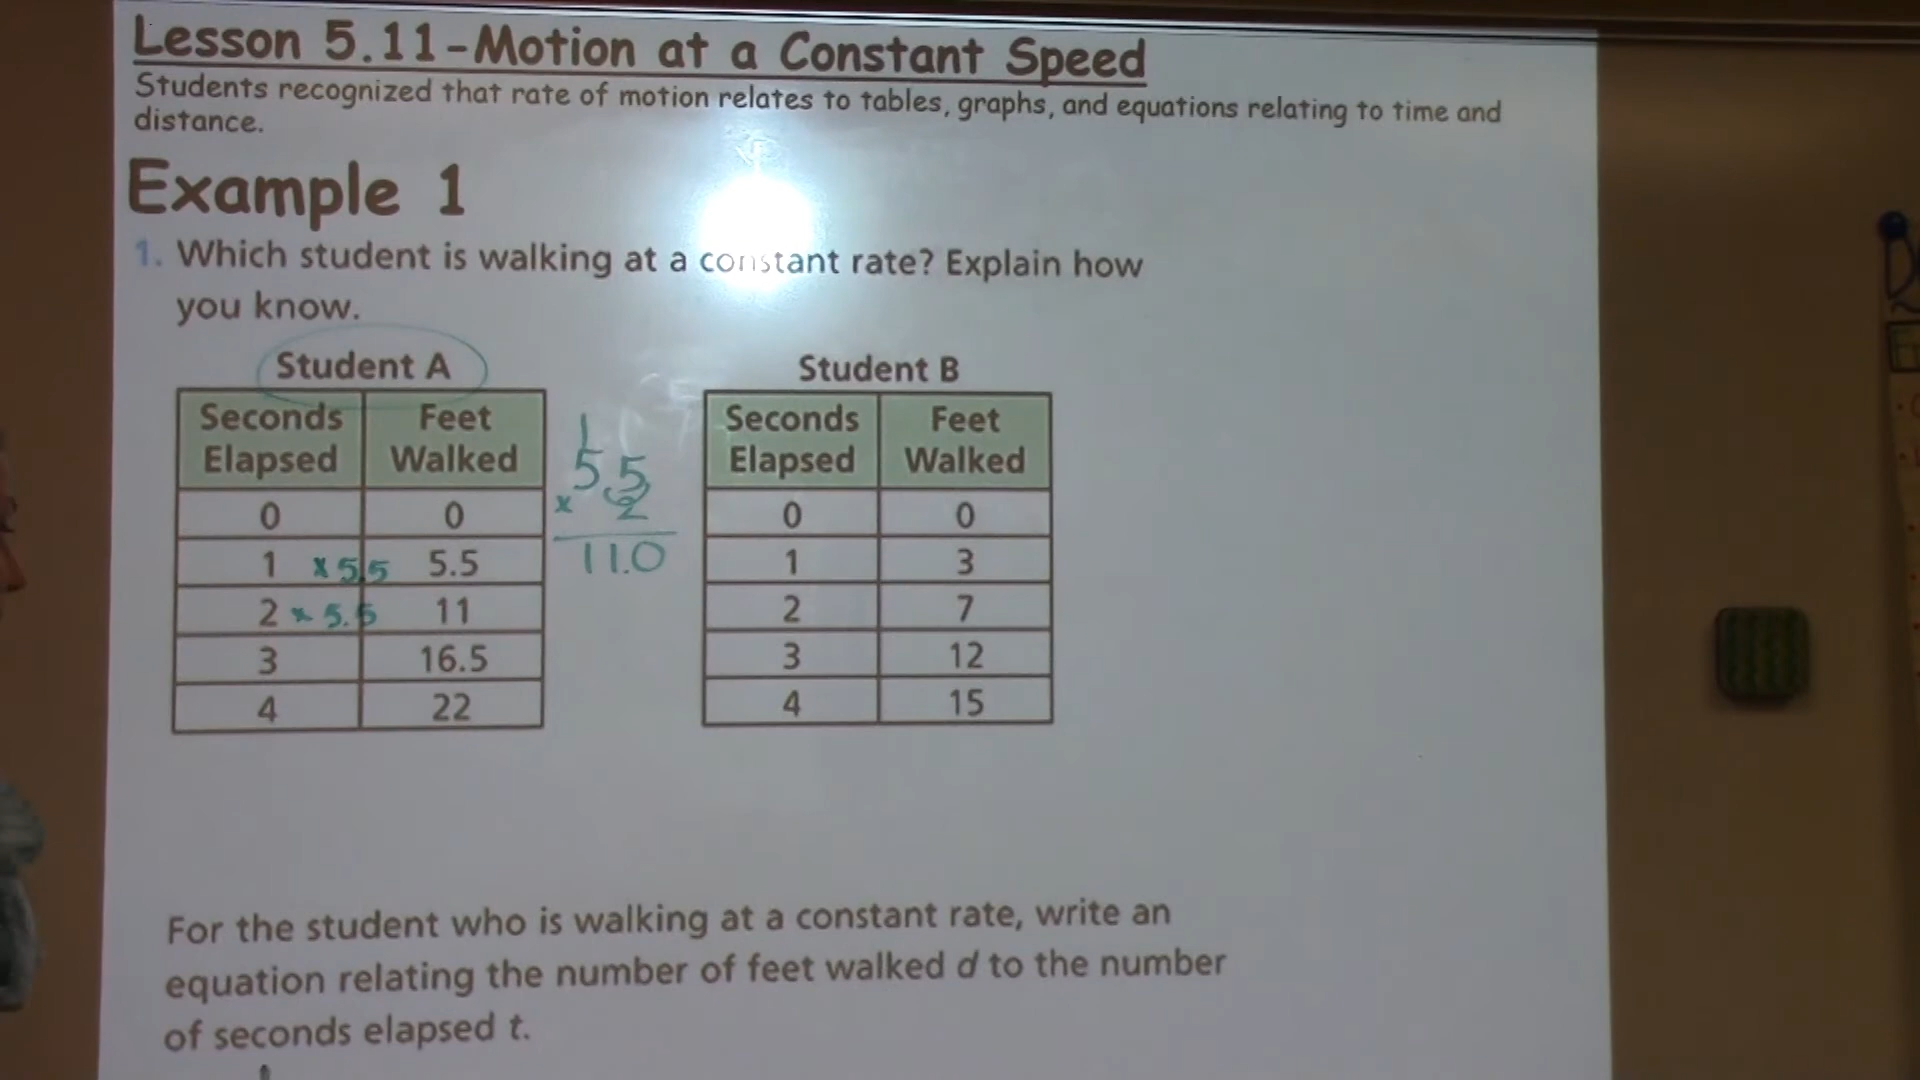 Lesson 5.11-Motion at a Constant Speed
Students recognized that rate of motion relates to tables, graphs, and equations relating to time and
distance.
Example 1
1. Which student is walking at a constant rate? Explain how
you know.
Student A
Seconds Elapsed Feet Walked
0 0
1 x 5.5 5.5
2 x 5.5 11
3 16.5
4 22
1
5.5
x 2
11.0
Student B
Seconds Elapsed Feet Walked
0 0
1 3
2 7
3 12
4 15
For the student who is walking at a constant rate, write an
equation relating the number of feet walked d to the number
of seconds elapsed t.